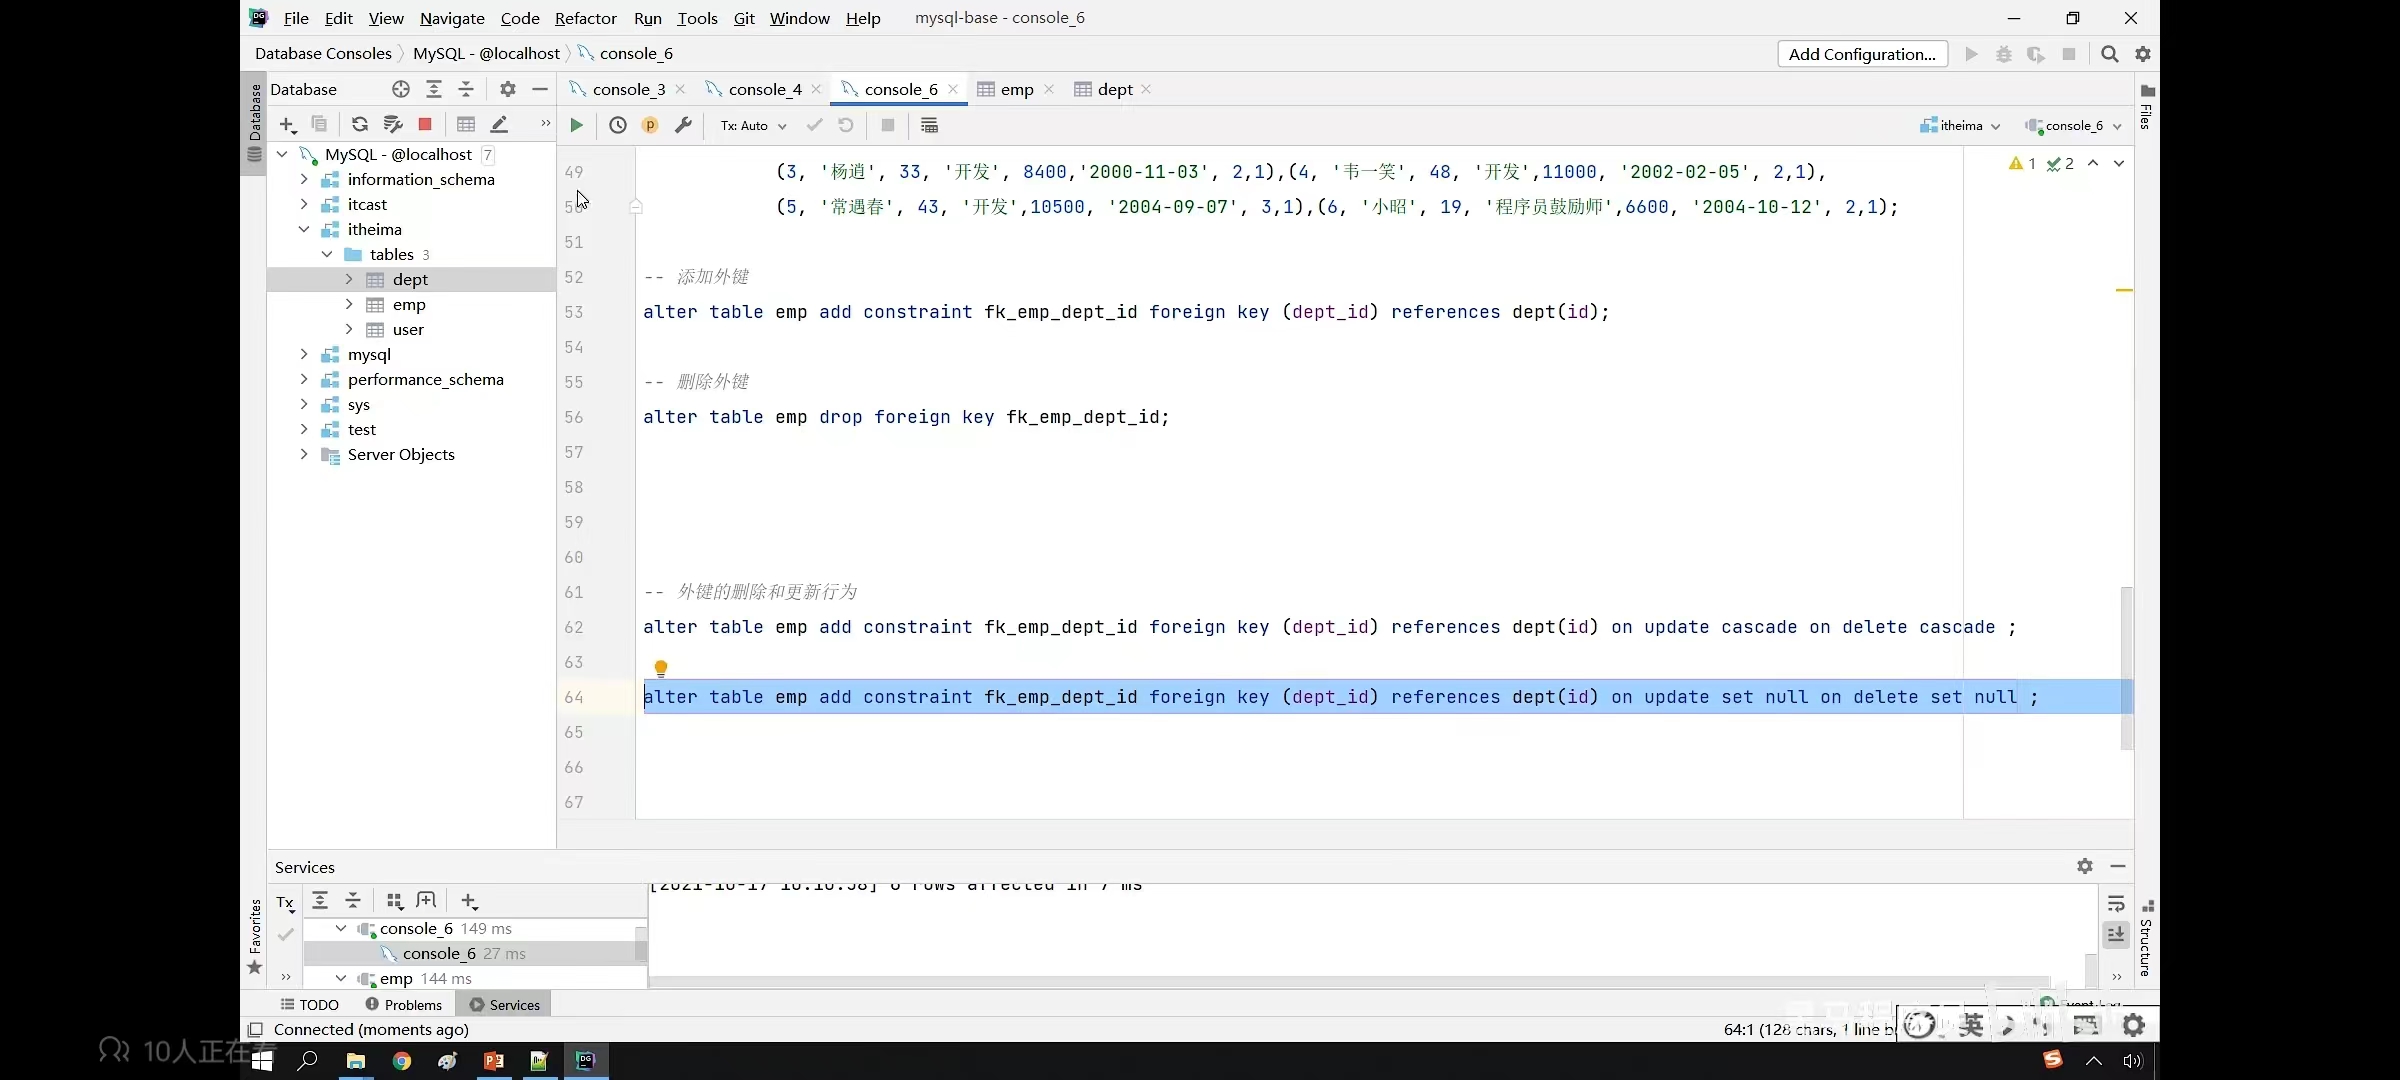 File Edit View Navigate Code Refactor Run Tools Git Window Help mysql-base - console_6
Database Consoles MySQL - @localhost console_6 Add Configuration...
Database
Database console_3 console_4 console_6 emp dept
Files
Tx: Auto itheima console_6
MySQL - @localhost 7
information_schema
itcast
itheima
tables 3
dept
emp
user
mysql
performance_schema
sys
test
Server Objects
1 2
49 (3, '杨逍', 33, '开发', 8400,'2000-11-03', 2,1),(4, '韦一笑', 48, '开发',11000, '2002-02-05', 2,1),
50 (5, '常遇春', 43, '开发',10500, '2004-09-07', 3,1),(6, '小昭', 19, '程序员鼓励师',6600, '2004-10-12', 2,1);
51
52 -- 添加外键
53 alter table emp add constraint fk_emp_dept_id foreign key (dept_id) references dept(id);
54
55 -- 删除外键
56 alter table emp drop foreign key fk_emp_dept_id;
57
58
59
60
61 -- 外键的删除和更新行为
62 alter table emp add constraint fk_emp_dept_id foreign key (dept_id) references dept(id) on update cascade on delete cascade ;
63
64 alter table emp add constraint fk_emp_dept_id foreign key (dept_id) references dept(id) on update set null on delete set null ;
65
66
67
Services
Tx
[2021-10-17 16:16:58] 6 rows affected in 7 ms
console_6 149 ms
console_6 27 ms
emp 144 ms
Favorites
Structure
TODO Problems Services
Connected (moments ago) 64:1 (128 chars, 1 line
英
10人正在看